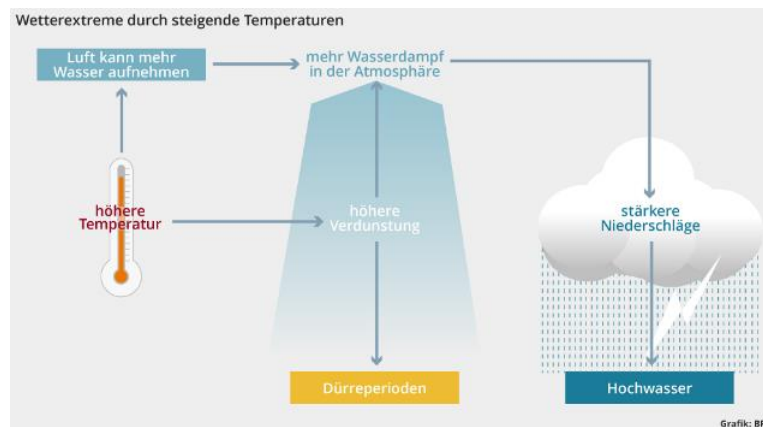 Wetterextreme durch steigende Temperaturen
Luft kann mehr
Wasser aufnehmen
mehr Wasserdampf
in der Atmosphäre
höhere
Temperatur
höhere
Verdunstung
stärkere
Niederschläge
Dürreperioden
Hochwasser
Grafik: BR